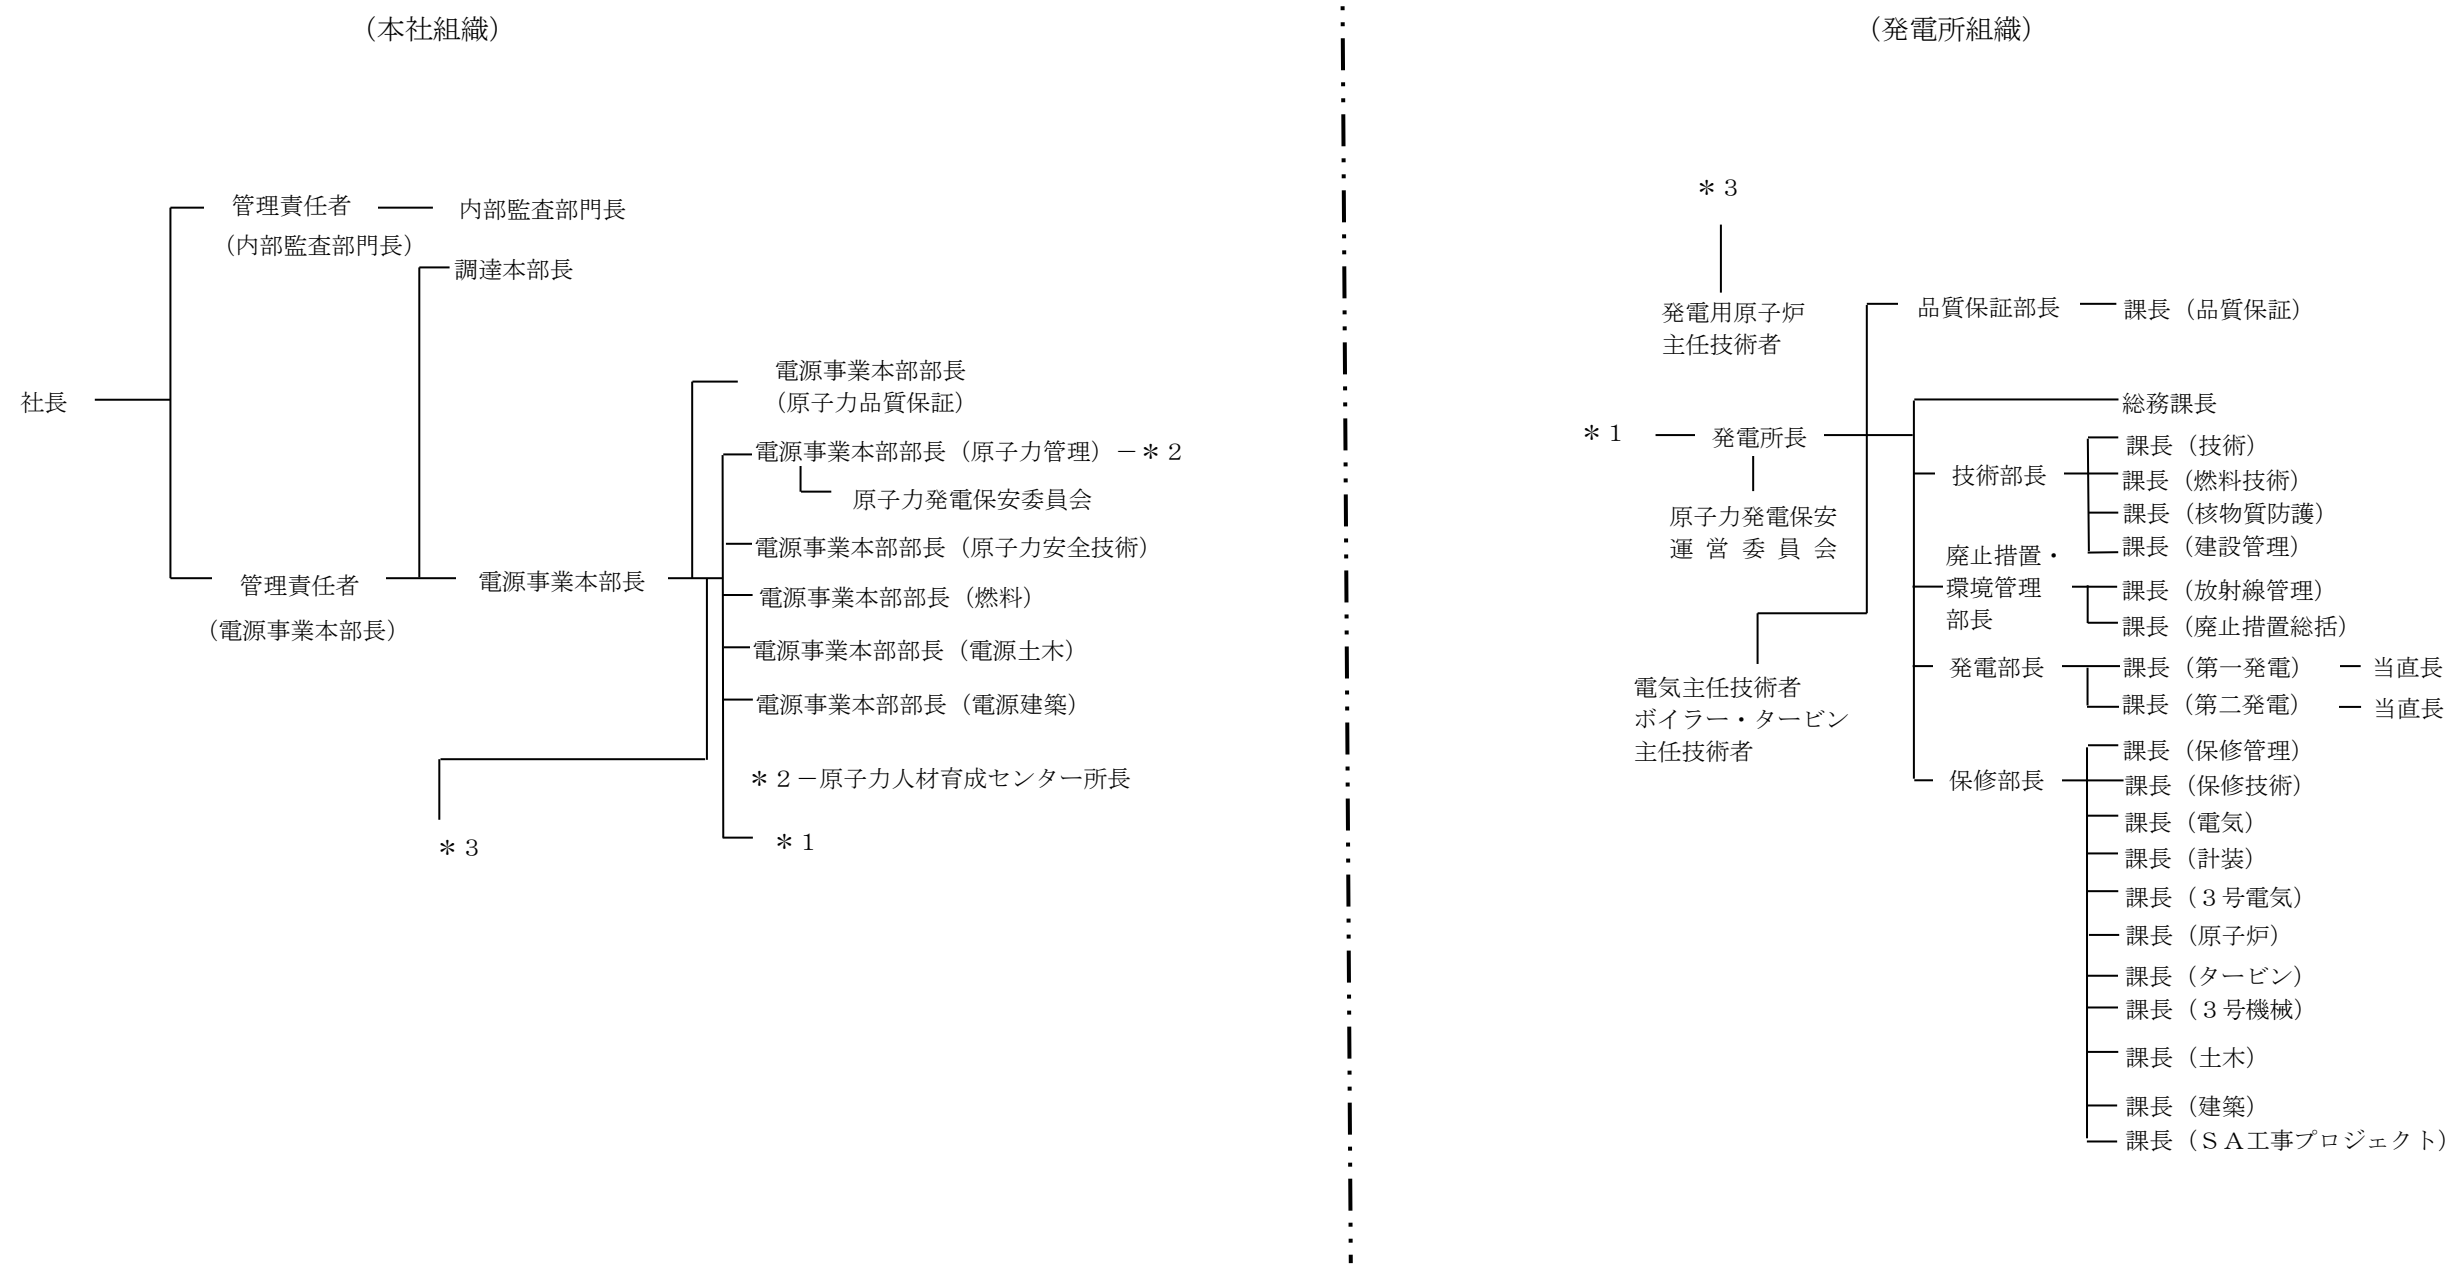 （本社組織）
管理責任者
（内部監査部門長）
内部監査部門長
調達本部長
社長
管理責任者
（電源事業本部長）
電源事業本部長
電源事業本部部長
（原子力品質保証）
電源事業本部部長（原子力管理）－＊２
原子力発電保安委員会
電源事業本部部長（原子力安全技術）
電源事業本部部長（燃料）
電源事業本部部長（電源土木）
電源事業本部部長（電源建築）
＊２－原子力人材育成センター所長
＊１
＊３
（発電所組織）
＊３
発電用原子炉
主任技術者
＊１
発電所長
原子力発電保安
運営委員会
電気主任技術者
ボイラー・タービン
主任技術者
品質保証部長
課長（品質保証）
総務課長
技術部長
課長（技術）
課長（燃料技術）
課長（核物質防護）
課長（建設管理）
廃止措置・
環境管理
部長
課長（放射線管理）
課長（廃止措置総括）
発電部長
課長（第一発電）
当直長
課長（第二発電）
当直長
保修部長
課長（保修管理）
課長（保修技術）
課長（電気）
課長（計装）
課長（３号電気）
課長（原子炉）
課長（タービン）
課長（３号機械）
課長（土木）
課長（建築）
課長（ＳＡ工事プロジェクト）